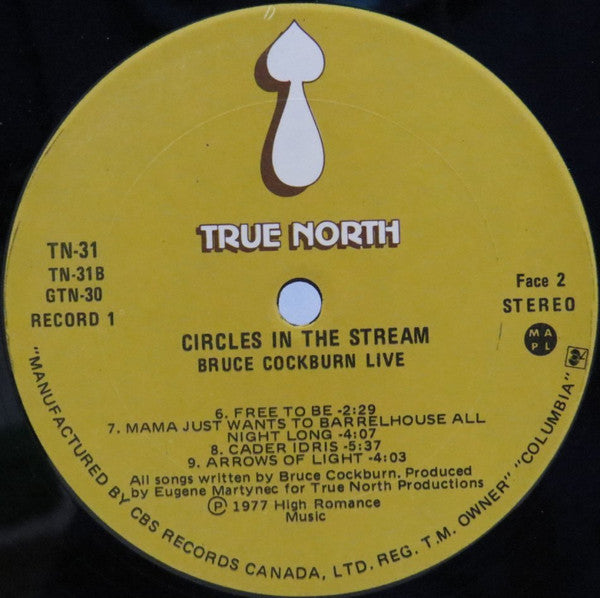 TRUE NORTH
TN-31
TN-31B
GTN-30
RECORD 1
Face 2
STEREO
M A
P L
CIRCLES IN THE STREAM
BRUCE COCKBURN LIVE
6. FREE TO BE -2:29
7. MAMA JUST WANTS TO BARRELHOUSE ALL
NIGHT LONG -4:07
8. CADER IDRIS -5:37
9. ARROWS OF LIGHT -4:03
All songs written by Bruce Cockburn. Produced
by Eugene Martynec for True North Productions
Ⓟ 1977 High Romance
Music
"MANUFACTURED BY CBS RECORDS CANADA, LTD. REG. T.M. OWNER" "COLUMBIA"